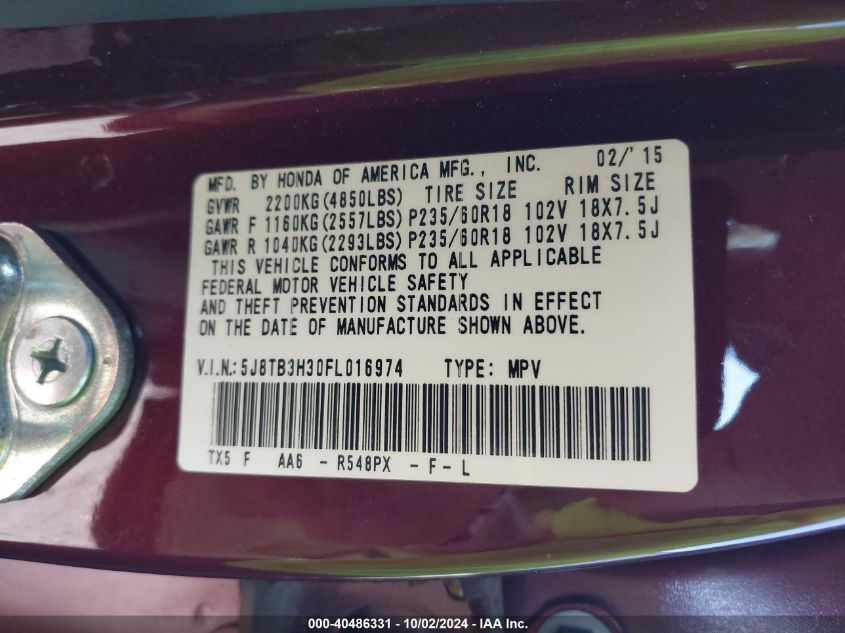 MFD. BY HONDA OF AMERICA MFG., INC. 02/'15
GVWR 2200KG(4850LBS) TIRE SIZE RIM SIZE
GAWR F 1160KG(2557LBS)P235/60R18 102V 18X7.5J
GAWR R 1040KG(2293LBS)P235/60R18 102V 18X7.5J
THIS VEHICLE CONFORMS TO ALL APPLICABLE
FEDERAL MOTOR VEHICLE SAFETY
AND THEFT PREVENTION STANDARDS IN EFFECT
ON THE DATE OF MANUFACTURE SHOWN ABOVE.
V.I.N.:5J8TB3H30FL016974 TYPE: MPV
TX5 F AA6 - R548PX - F - L
000-40486331 - 10/02/2024 - IAA Inc.